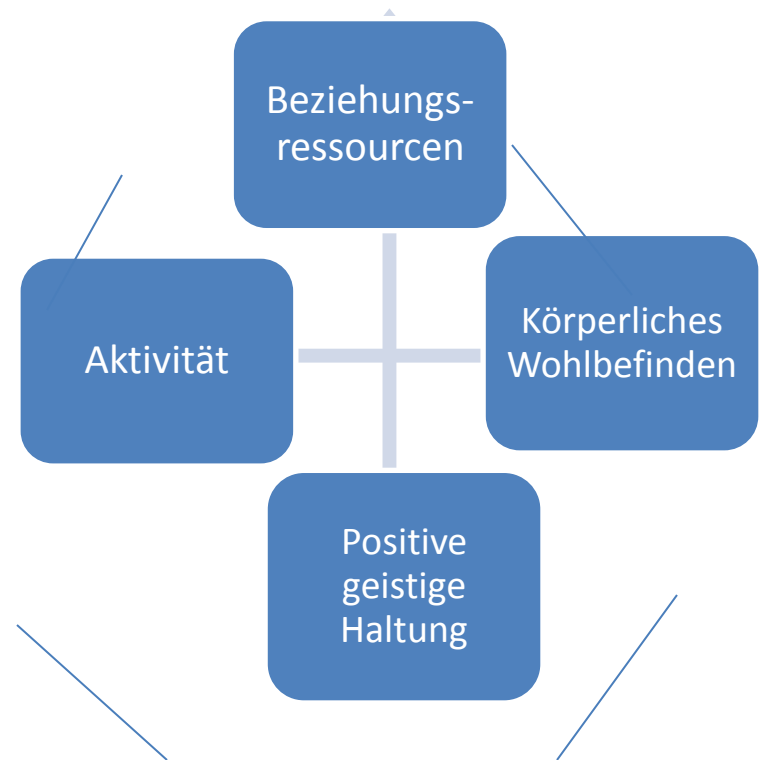 Beziehungs-
ressourcen
Aktivität
Körperliches
Wohlbefinden
Positive
geistige
Haltung